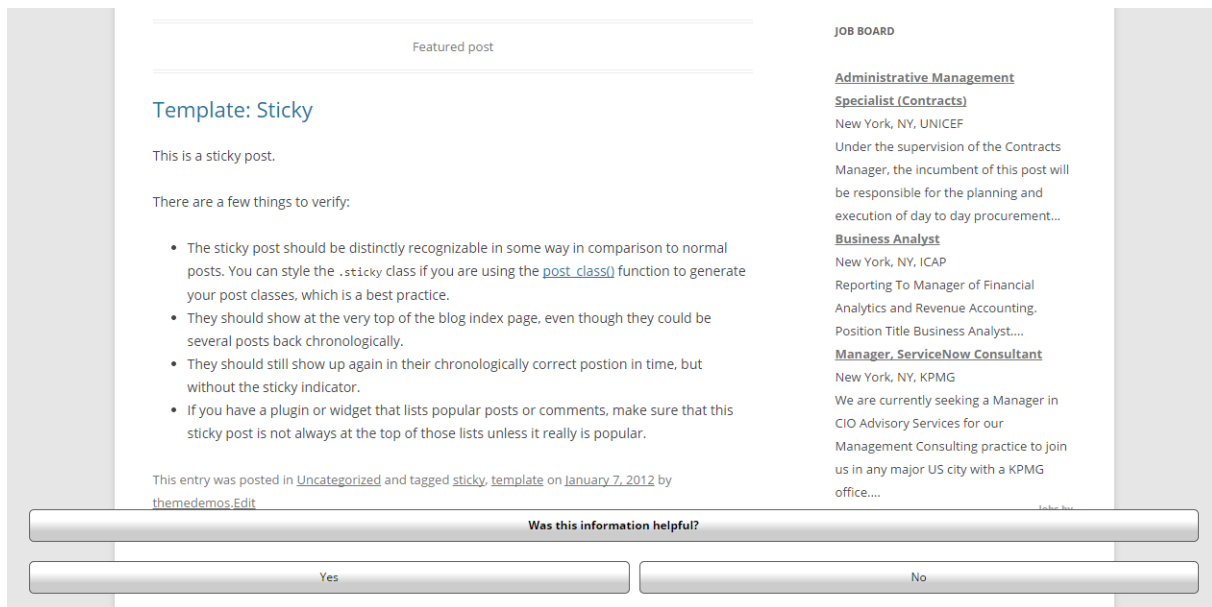 Featured post
Template: Sticky
This is a sticky post.
There are a few things to verify:
• The sticky post should be distinctly recognizable in some way in comparison to normal
posts. You can style the .sticky class if you are using the post_class() function to generate
your post classes, which is a best practice.
• They should show at the very top of the blog index page, even though they could be
several posts back chronologically.
• They should still show up again in their chronologically correct postion in time, but
without the sticky indicator.
• If you have a plugin or widget that lists popular posts or comments, make sure that this
sticky post is not always at the top of those lists unless it really is popular.
This entry was posted in Uncategorized and tagged sticky, template on January 7, 2012 by
themedemos.Edit
JOB BOARD
Administrative Management
Specialist (Contracts)
New York, NY, UNICEF
Under the supervision of the Contracts
Manager, the incumbent of this post will
be responsible for the planning and
execution of day to day procurement...
Business Analyst
New York, NY, ICAP
Reporting To Manager of Financial
Analytics and Revenue Accounting.
Position Title Business Analyst....
Manager, ServiceNow Consultant
New York, NY, KPMG
We are currently seeking a Manager in
CIO Advisory Services for our
Management Consulting practice to join
us in any major US city with a KPMG
office....
Jobs by
Was this information helpful?
Yes
No